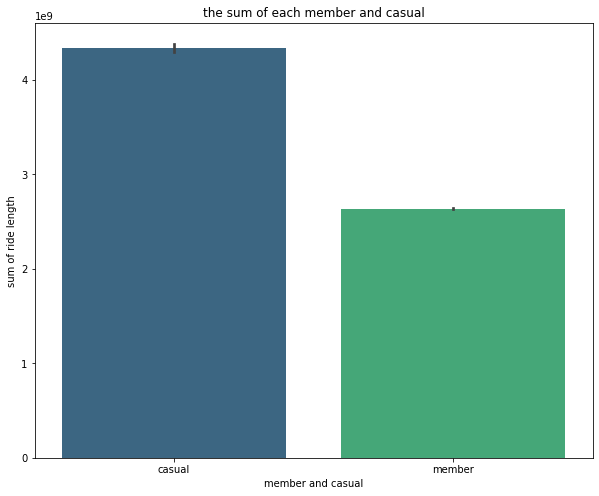 the sum of each member and casual
1e9
4
3
2
1
0
sum of ride length
casual
member
member and casual